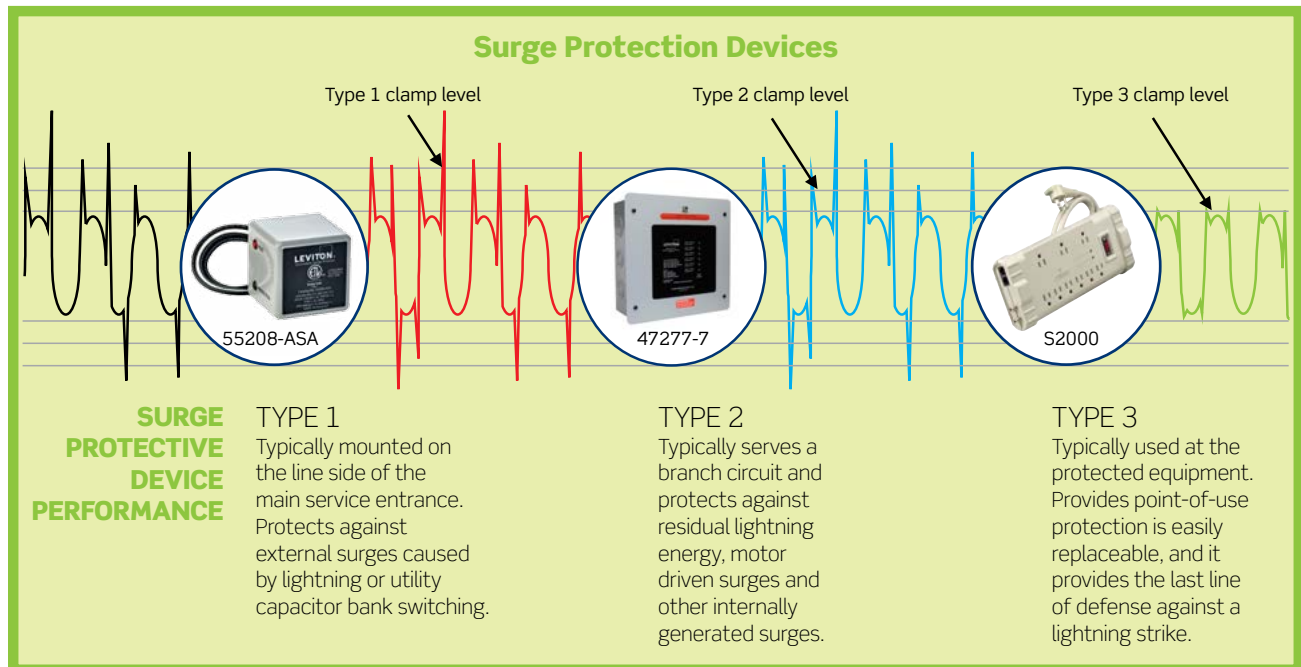 Surge Protection Devices
Type 1 clamp level
Type 2 clamp level
Type 3 clamp level
LEVITON
55208-ASA
LEVITON
47277-7
S2000
SURGE
PROTECTIVE
DEVICE
PERFORMANCE
TYPE 1
Typically mounted on
the line side of the
main service entrance.
Protects against
external surges caused
by lightning or utility
capacitor bank switching.
TYPE 2
Typically serves a
branch circuit and
protects against
residual lightning
energy, motor
driven surges and
other internally
generated surges.
TYPE 3
Typically used at the
protected equipment.
Provides point-of-use
protection is easily
replaceable, and it
provides the last line
of defense against a
lightning strike.